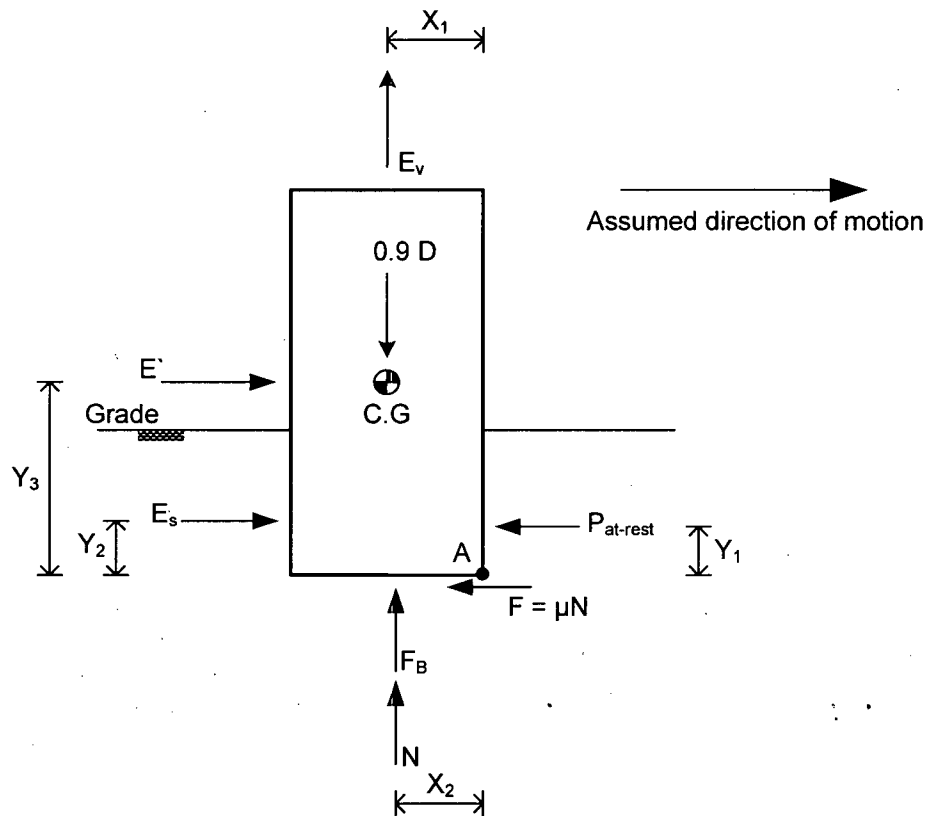 X₁
Eᵥ
Assumed direction of motion
0.9 D
E`
C.G
Grade
Y₃
Eₛ
Pat-rest
Y₂
A
Y₁
F = μN
F_B
N
X₂